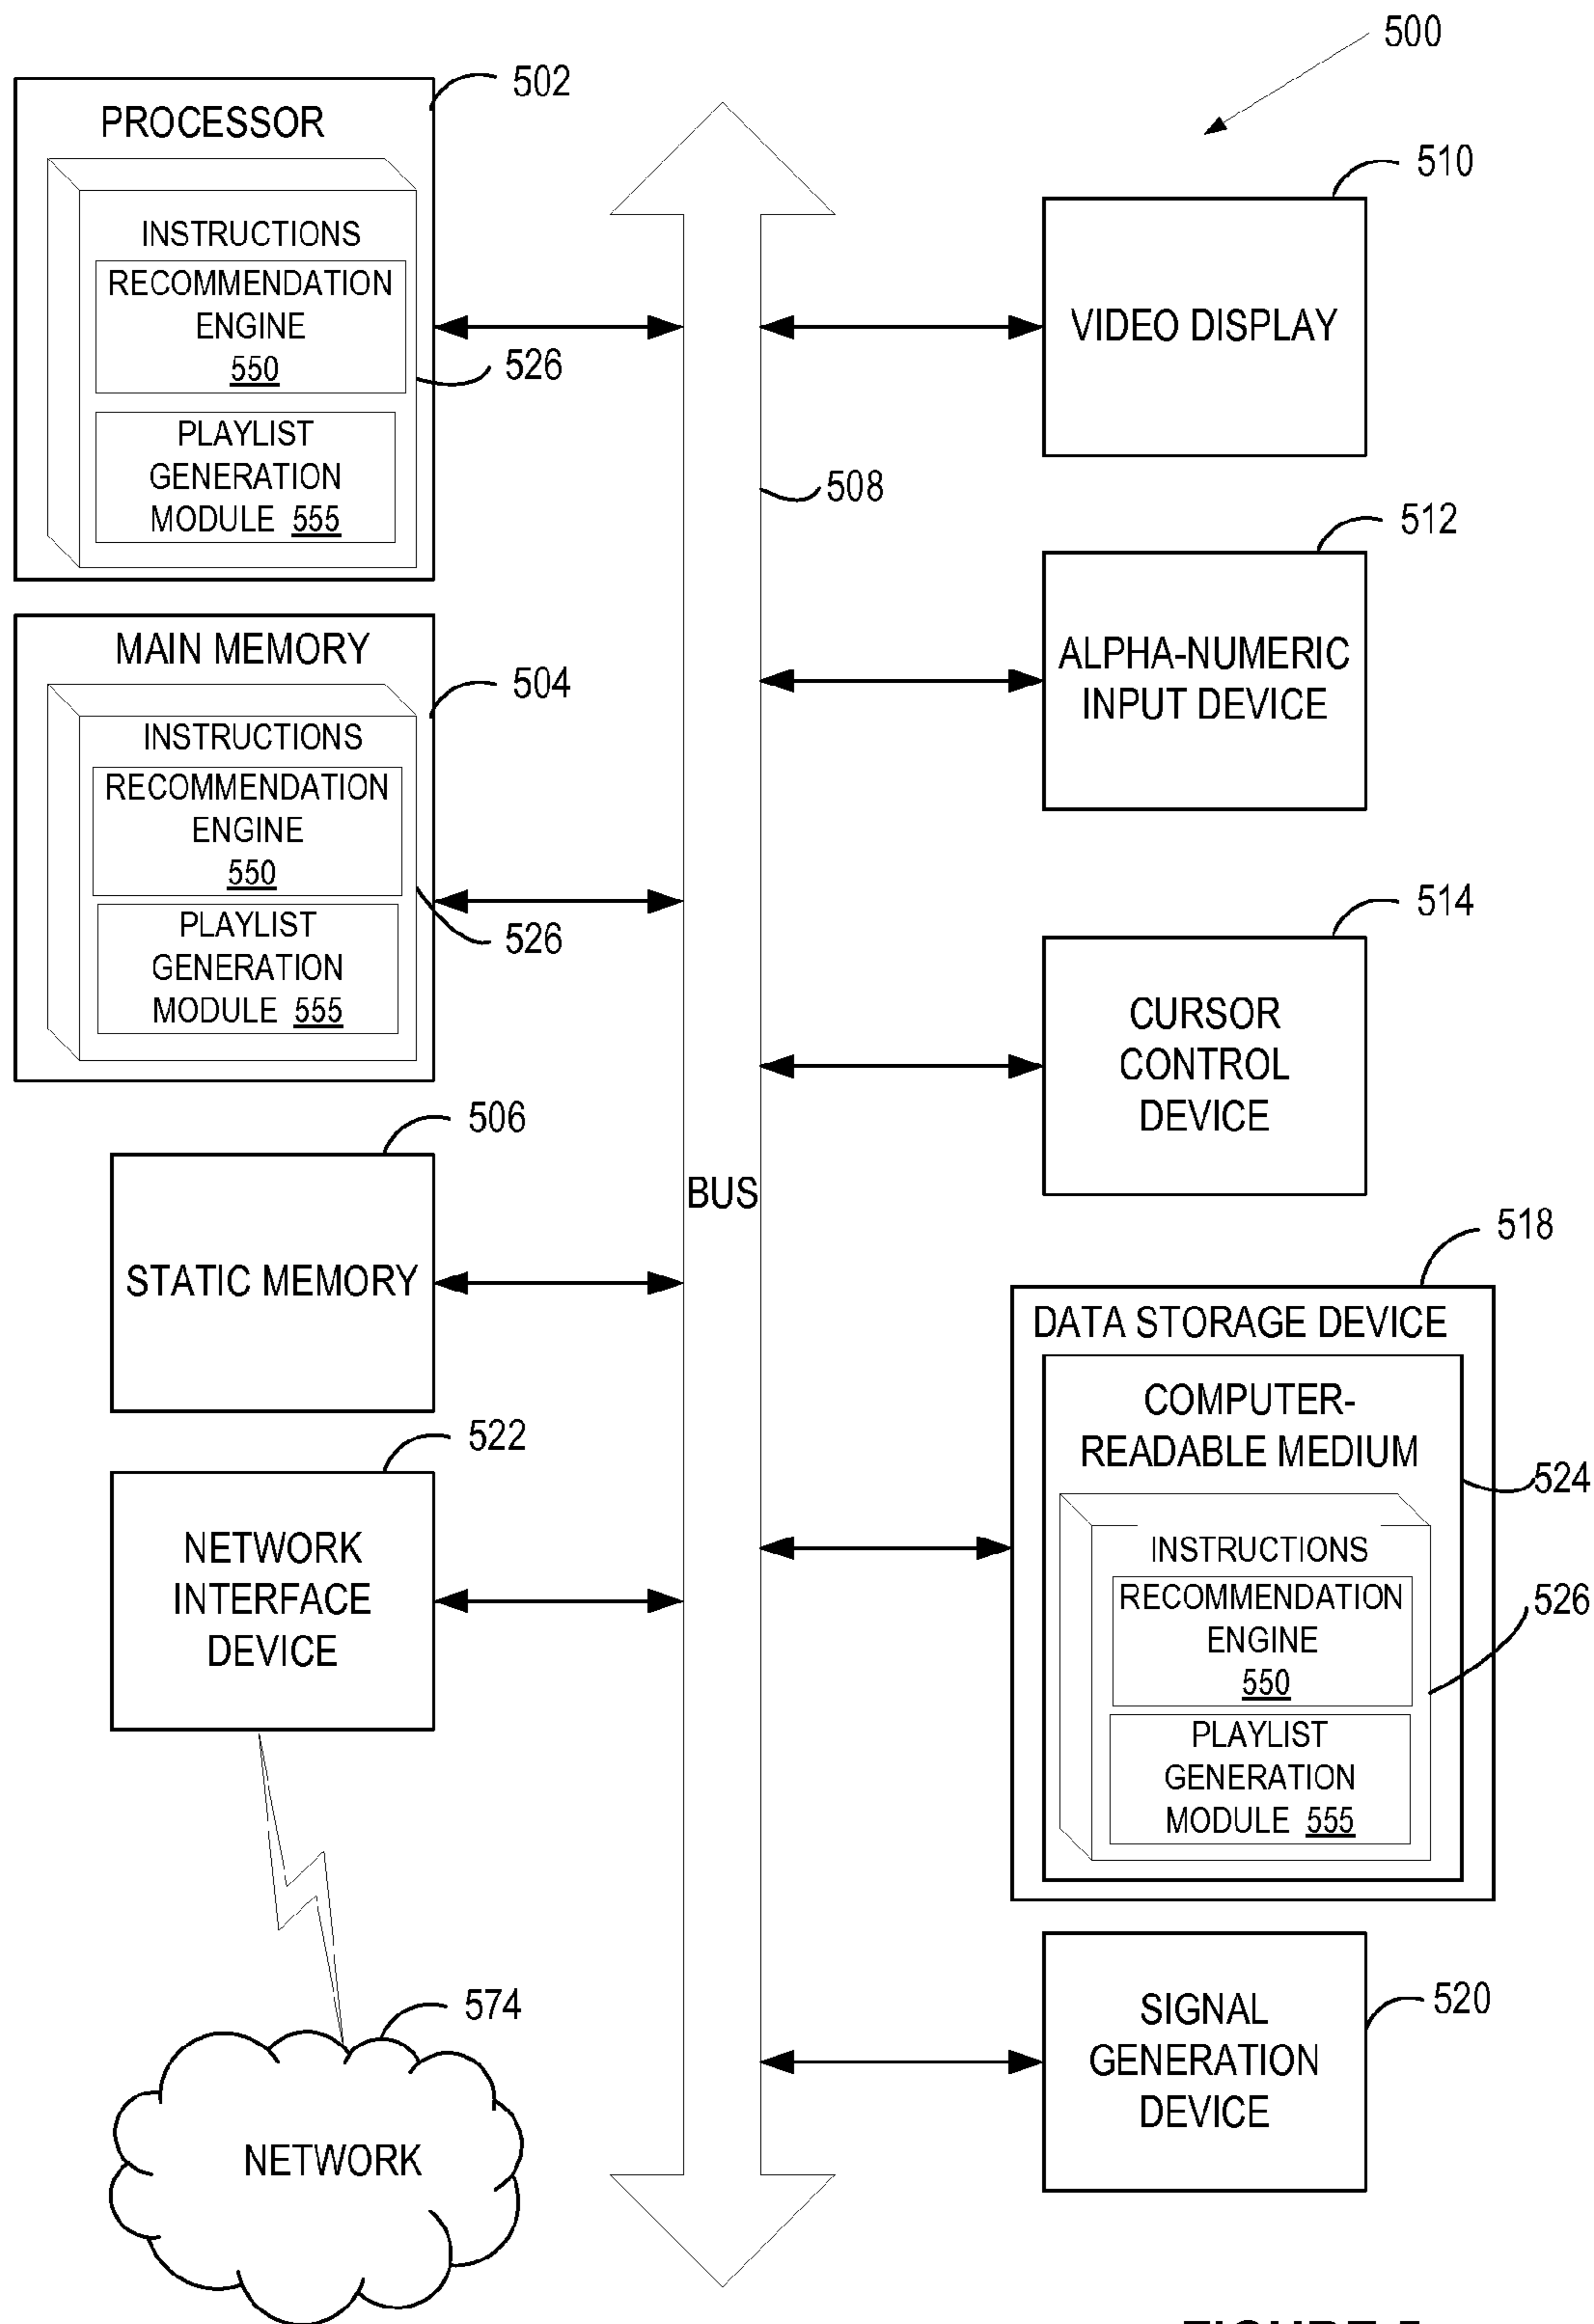 500
502
PROCESSOR
INSTRUCTIONS
RECOMMENDATION
ENGINE
550
526
PLAYLIST
GENERATION
MODULE 555
MAIN MEMORY
504
INSTRUCTIONS
RECOMMENDATION
ENGINE
550
526
PLAYLIST
GENERATION
MODULE 555
506
STATIC MEMORY
522
NETWORK
INTERFACE
DEVICE
574
NETWORK
508
BUS
510
VIDEO DISPLAY
512
ALPHA-NUMERIC
INPUT DEVICE
514
CURSOR
CONTROL
DEVICE
518
DATA STORAGE DEVICE
COMPUTER-
READABLE MEDIUM
524
INSTRUCTIONS
RECOMMENDATION
ENGINE
550
526
PLAYLIST
GENERATION
MODULE 555
520
SIGNAL
GENERATION
DEVICE